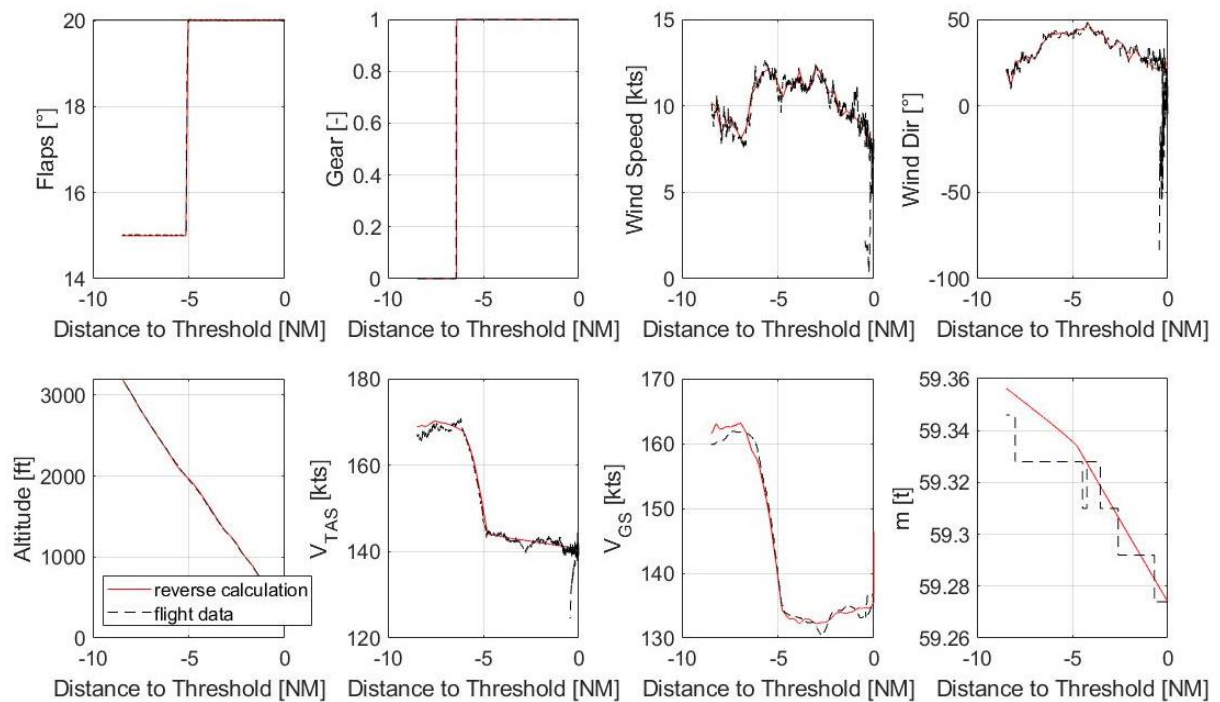 Flaps [°]
20
18
16
14
-10 -5 0
Distance to Threshold [NM]
Gear [-]
1
0.8
0.6
0.4
0.2
0
-10 -5 0
Distance to Threshold [NM]
Wind Speed [kts]
15
10
5
0
-10 -5 0
Distance to Threshold [NM]
Wind Dir [°]
50
0
-50
-100
-10 -5 0
Distance to Threshold [NM]
Altitude [ft]
3000
2000
1000
0
reverse calculation
flight data
-10 -5 0
Distance to Threshold [NM]
V_TAS [kts]
180
160
140
120
-10 -5 0
Distance to Threshold [NM]
V_GS [kts]
170
160
150
140
130
-10 -5 0
Distance to Threshold [NM]
m [t]
59.36
59.34
59.32
59.3
59.28
59.26
-10 -5 0
Distance to Threshold [NM]